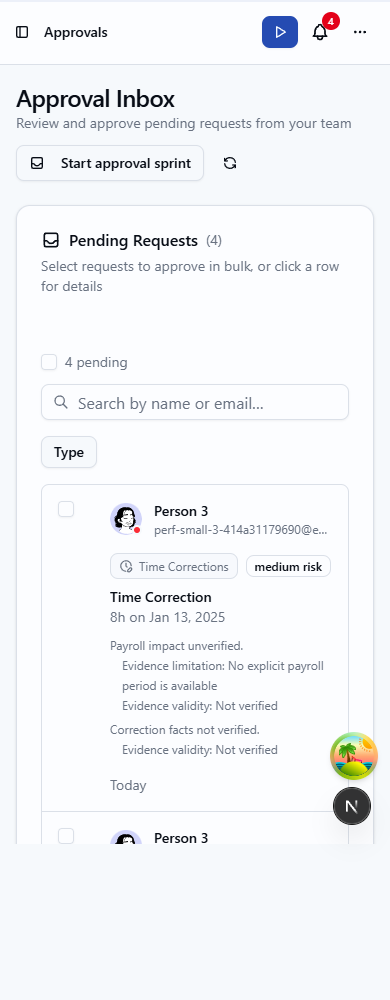 Approvals
4
Approval Inbox
Review and approve pending requests from your team
Start approval sprint
Pending Requests (4)
Select requests to approve in bulk, or click a row
for details
4 pending
Search by name or email...
Type
Person 3
perf-small-3-414a31179690@e...
Time Corrections
medium risk
Time Correction
8h on Jan 13, 2025
Payroll impact unverified.
Evidence limitation: No explicit payroll
period is available
Evidence validity: Not verified
Correction facts not verified.
Evidence validity: Not verified
Today
N
Person 3